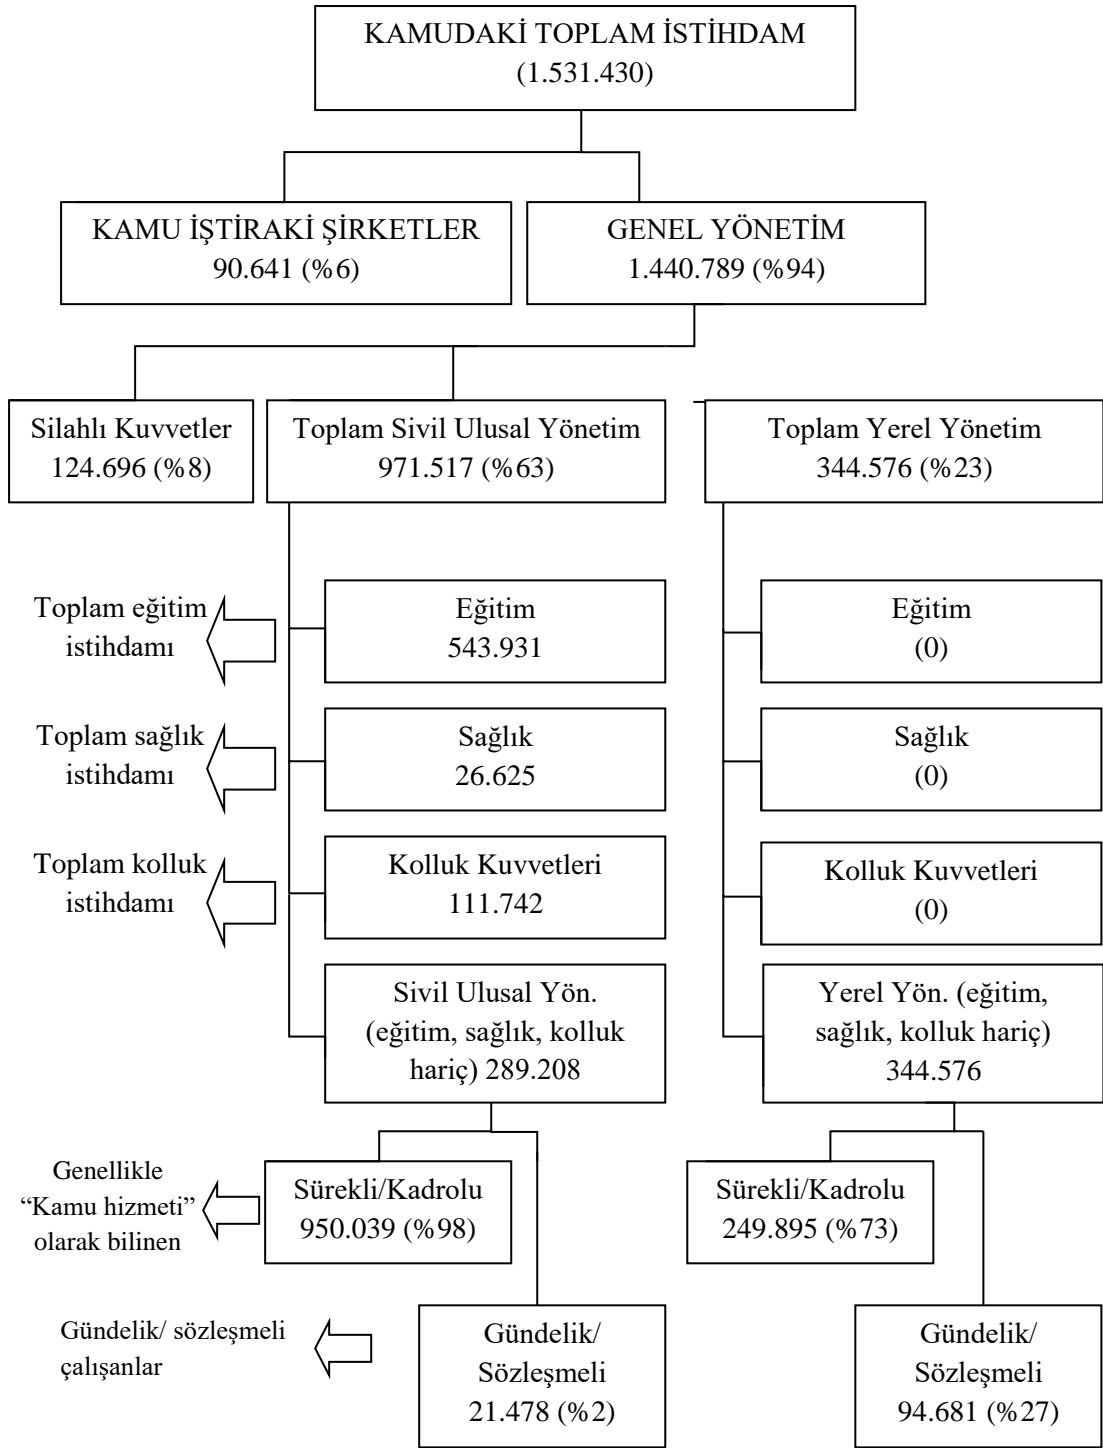 KAMUDAKİ TOPLAM İSTİHDAM
(1.531.430)
KAMU İŞTİRAKİ ŞİRKETLER
90.641 (%6)
GENEL YÖNETİM
1.440.789 (%94)
Silahlı Kuvvetler
124.696 (%8)
Toplam Sivil Ulusal Yönetim
971.517 (%63)
Toplam Yerel Yönetim
344.576 (%23)
Toplam eğitim
istihdamı
Eğitim
543.931
Eğitim
(0)
Toplam sağlık
istihdamı
Sağlık
26.625
Sağlık
(0)
Toplam kolluk
istihdamı
Kolluk Kuvvetleri
111.742
Kolluk Kuvvetleri
(0)
Sivil Ulusal Yön.
(eğitim, sağlık, kolluk
hariç) 289.208
Yerel Yön. (eğitim,
sağlık, kolluk hariç)
344.576
Genellikle
“Kamu hizmeti”
olarak bilinen
Sürekli/Kadrolu
950.039 (%98)
Sürekli/Kadrolu
249.895 (%73)
Gündelik/ sözleşmeli
çalışanlar
Gündelik/
Sözleşmeli
21.478 (%2)
Gündelik/
Sözleşmeli
94.681 (%27)